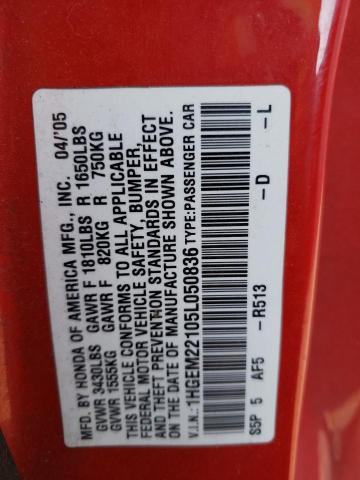 MFD. BY HONDA OF AMERICA MFG., INC. 04/'05
GVWR 3430LBS GAWR F 1810LBS R 1650LBS
GVWR 1555KG GAWR F 820KG R 750KG
THIS VEHICLE CONFORMS TO ALL APPLICABLE
FEDERAL MOTOR VEHICLE SAFETY, BUMPER, AND
THEFT PREVENTION STANDARDS IN EFFECT ON
THE DATE OF MANUFACTURE SHOWN ABOVE.
V.I.N.: 1HGEM22105L050836 TYPE:PASSENGER CAR
S5P 5 AF5 -R513 -D -L